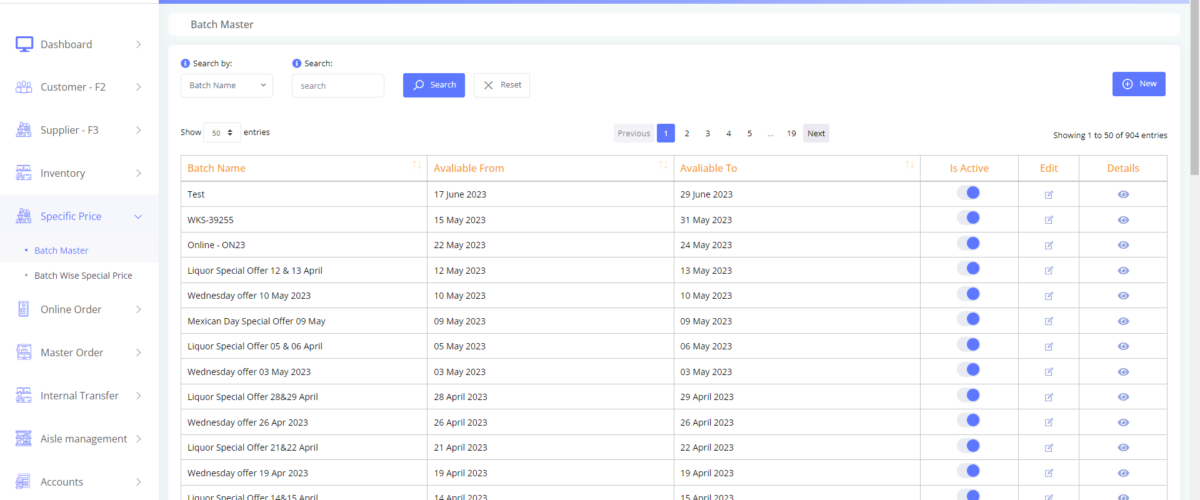 Batch Master
Dashboard
Customer - F2
Supplier - F3
Inventory
Specific Price
Batch Master
Batch Wise Special Price
Online Order
Master Order
Internal Transfer
Aisle management
Accounts
Search by: Search:
Batch Name search Search Reset New
Show 50 entries Previous 1 2 3 4 5 ... 19 Next Showing 1 to 50 of 904 entries
Batch Name Avaliable From Avaliable To Is Active Edit Details
Test 17 June 2023 29 June 2023
WKS-39255 15 May 2023 31 May 2023
Online - ON23 22 May 2023 24 May 2023
Liquor Special Offer 12 & 13 April 12 May 2023 13 May 2023
Wednesday offer 10 May 2023 10 May 2023 10 May 2023
Mexican Day Special Offer 09 May 09 May 2023 09 May 2023
Liquor Special Offer 05 & 06 April 05 May 2023 06 May 2023
Wednesday offer 03 May 2023 03 May 2023 03 May 2023
Liquor Special Offer 28&29 April 28 April 2023 29 April 2023
Wednesday offer 26 Apr 2023 26 April 2023 26 April 2023
Liquor Special Offer 21&22 April 21 April 2023 22 April 2023
Wednesday offer 19 Apr 2023 19 April 2023 19 April 2023
Liquor Special Offer 14&15 April 14 April 2023 15 April 2023